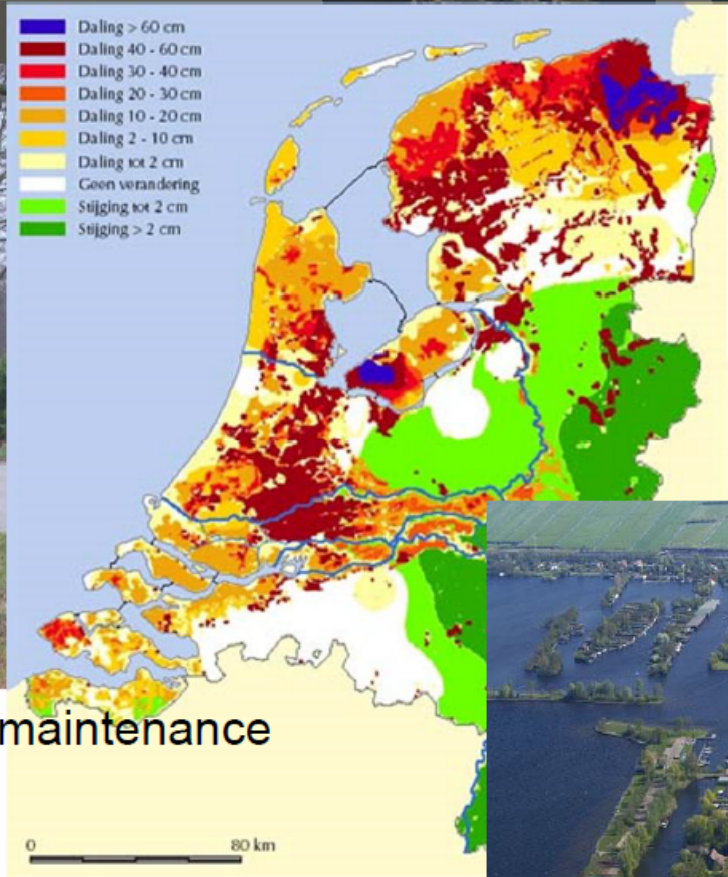 Daling > 60 cm
Daling 40 - 60 cm
Daling 30 - 40 cm
Daling 20 - 30 cm
Daling 10 - 20 cm
Daling 2 - 10 cm
Daling tot 2 cm
Geen verandering
Stijging tot 2 cm
Stijging > 2 cm
maintenance
0 80 km